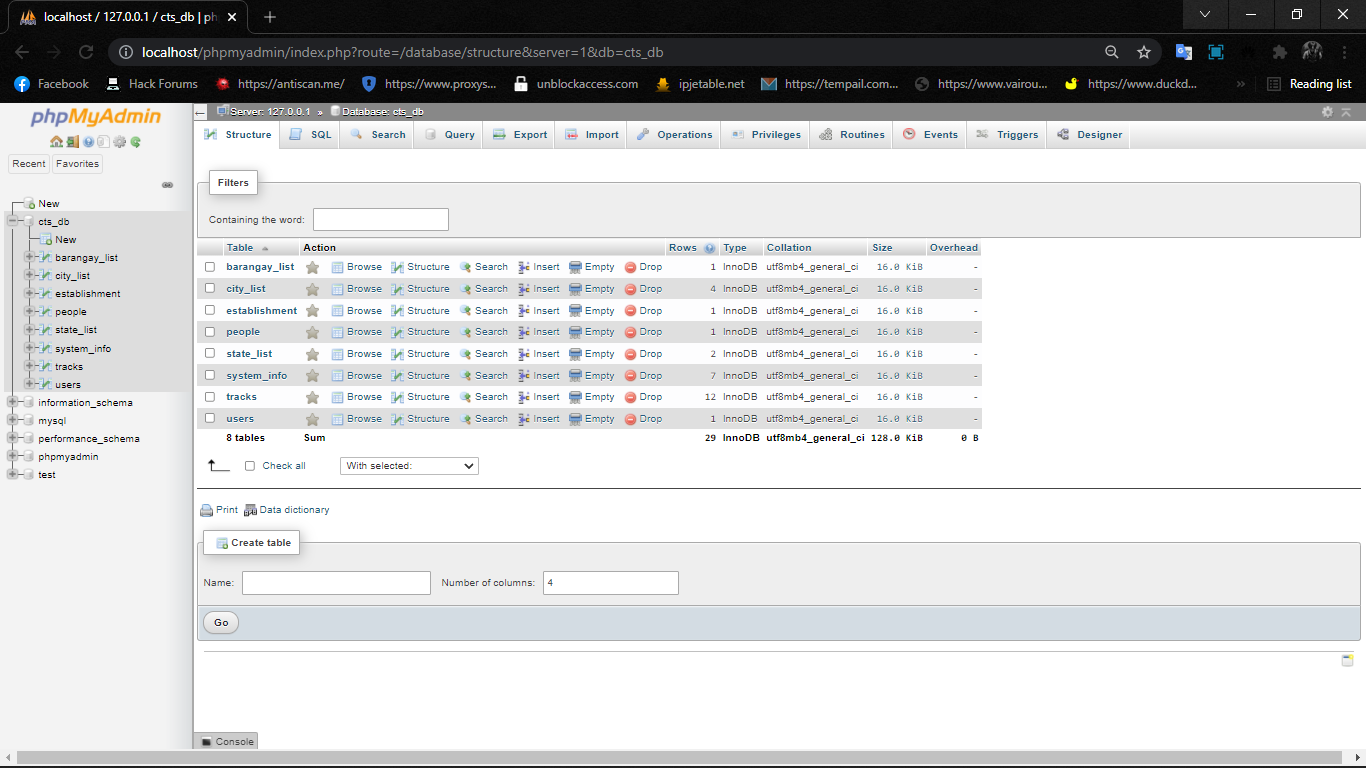 localhost / 127.0.0.1 / cts_db | ph
localhost/phpmyadmin/index.php?route=/database/structure&server=1&db=cts_db
Facebook Hack Forums https://antiscan.me/ https://www.proxys... unblockaccess.com ipjetable.net https://tempail.com... https://www.vairou... https://www.duckd... » Reading list
phpMyAdmin
Recent Favorites
New
cts_db
New
barangay_list
city_list
establishment
people
state_list
system_info
tracks
users
information_schema
mysql
performance_schema
phpmyadmin
test
Server: 127.0.0.1 » Database: cts_db
Structure SQL Search Query Export Import Operations Privileges Routines Events Triggers Designer
Filters
Containing the word:
Table Action Rows Type Collation Size Overhead
barangay_list Browse Structure Search Insert Empty Drop 1 InnoDB utf8mb4_general_ci 16.0 KiB -
city_list Browse Structure Search Insert Empty Drop 4 InnoDB utf8mb4_general_ci 16.0 KiB -
establishment Browse Structure Search Insert Empty Drop 1 InnoDB utf8mb4_general_ci 16.0 KiB -
people Browse Structure Search Insert Empty Drop 1 InnoDB utf8mb4_general_ci 16.0 KiB -
state_list Browse Structure Search Insert Empty Drop 2 InnoDB utf8mb4_general_ci 16.0 KiB -
system_info Browse Structure Search Insert Empty Drop 7 InnoDB utf8mb4_general_ci 16.0 KiB -
tracks Browse Structure Search Insert Empty Drop 12 InnoDB utf8mb4_general_ci 16.0 KiB -
users Browse Structure Search Insert Empty Drop 1 InnoDB utf8mb4_general_ci 16.0 KiB -
8 tables Sum 29 InnoDB utf8mb4_general_ci 128.0 KiB 0 B
Check all With selected:
Print Data dictionary
Create table
Name: Number of columns: 4
Go
Console